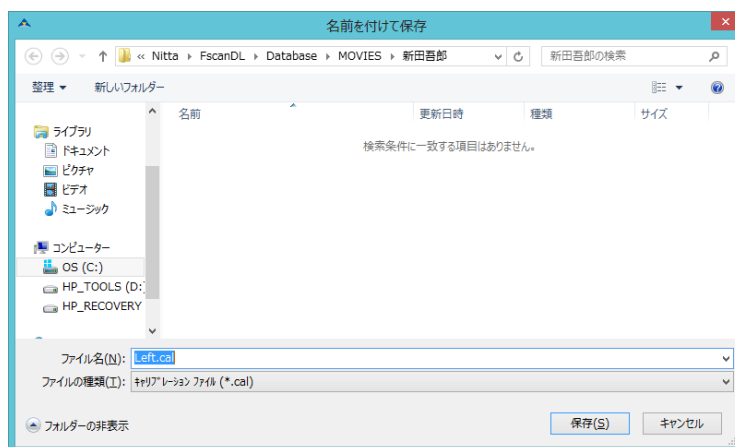 名前を付けて保存
« Nitta ▸ FscanDL ▸ Database ▸ MOVIES ▸ 新田吾郎
新田吾郎の検索
整理 ▼ 新しいフォルダー
名前 更新日時 種類 サイズ
検索条件に一致する項目はありません。
ライブラリ
ドキュメント
ピクチャ
ビデオ
ミュージック
コンピューター
OS (C:)
HP_TOOLS (D:)
HP_RECOVERY
ファイル名(N): Left.cal
ファイルの種類(T): ｷｬﾘﾌﾞﾚｰｼｮﾝ ﾌｧｲﾙ (*.cal)
フォルダーの非表示
保存(S) キャンセル